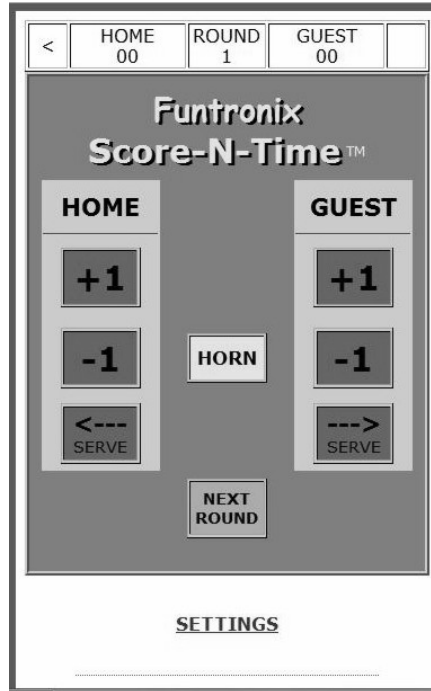 < HOME ROUND GUEST
00 1 00
Funtronix
Score-N-Time™
HOME GUEST
+1 +1
-1 HORN -1
<--- --->
SERVE SERVE
NEXT
ROUND
SETTINGS